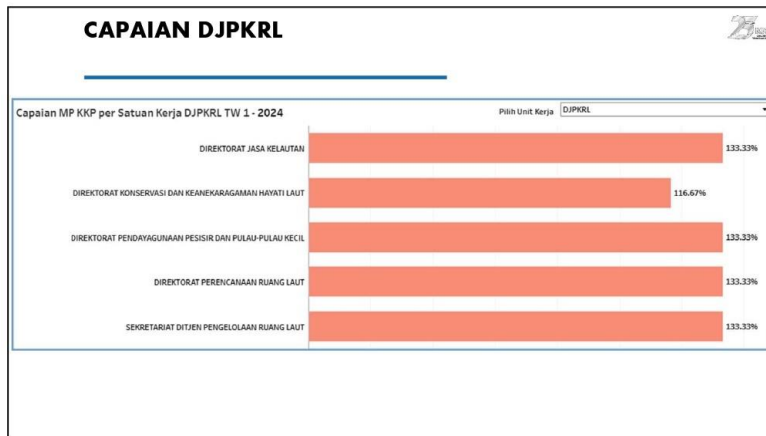 CAPAIAN DJPKRL
Capaian MP KKP per Satuan Kerja DJPKRL TW 1 - 2024
Pilih Unit Kerja DJPKRL
DIREKTORAT JASA KELAUTAN 133.33%
DIREKTORAT KONSERVASI DAN KEANEKARAGAMAN HAYATI LAUT 116.67%
DIREKTORAT PENDAYAGUNAAN PESISIR DAN PULAU-PULAU KECIL 133.33%
DIREKTORAT PERENCANAAN RUANG LAUT 133.33%
SEKRETARIAT DITJEN PENGELOLAAN RUANG LAUT 133.33%